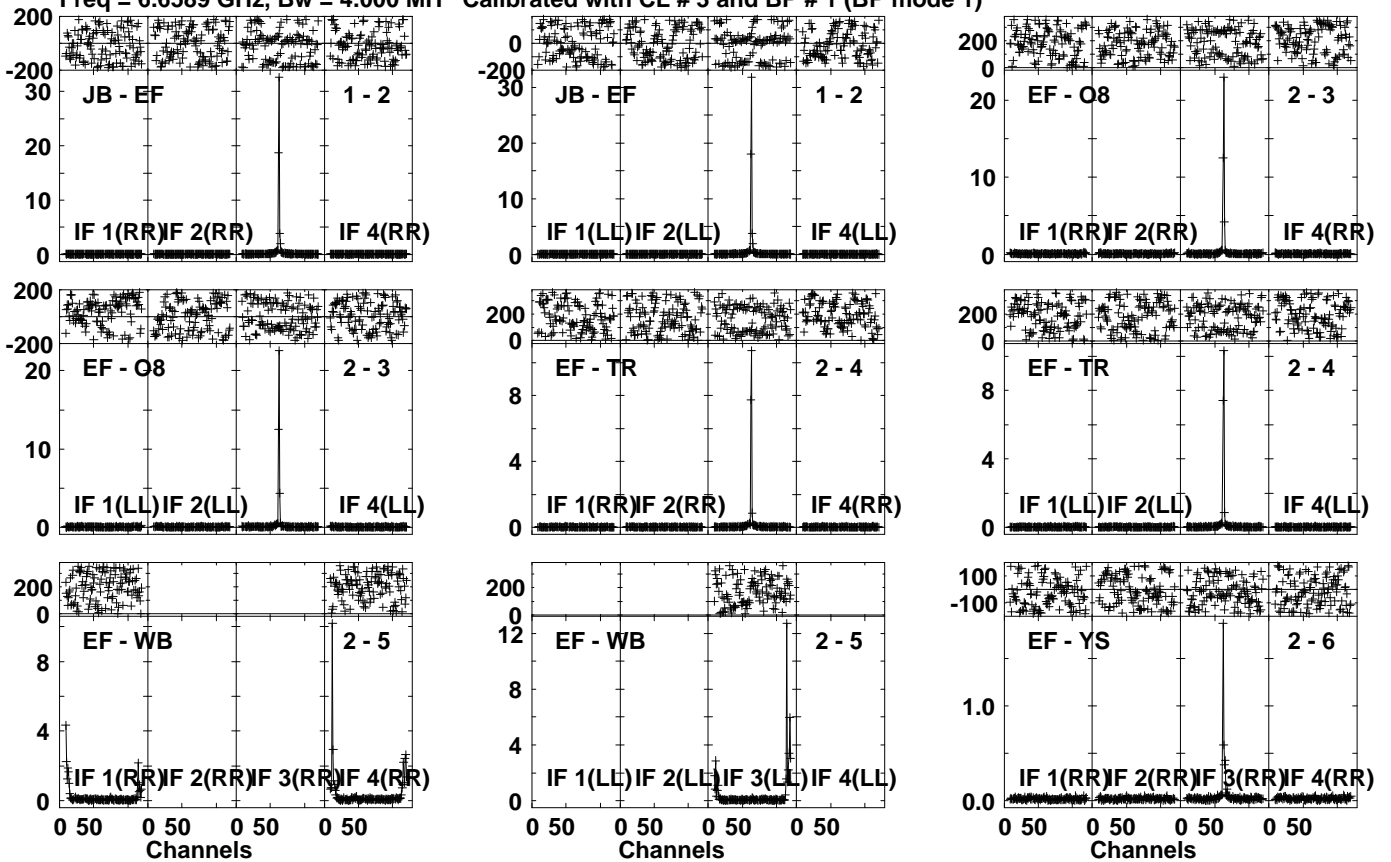 Freq = 6.6589 GHz, Bw = 4.000 MH Calibrated with CL # 3 and BP # 1 (BP mode 1)
200
-200
30
20
10
0
JB - EF 1 - 2
IF 1(RR) IF 2(RR) IF 4(RR)
200
0
-200
30
20
10
0
JB - EF 1 - 2
IF 1(LL) IF 2(LL) IF 4(LL)
200
0
20
10
0
EF - O8 2 - 3
IF 1(RR) IF 2(RR) IF 4(RR)
200
-200
20
10
0
EF - O8 2 - 3
IF 1(LL) IF 2(LL) IF 4(LL)
200
0
8
4
0
EF - TR 2 - 4
IF 1(RR) IF 2(RR) IF 4(RR)
200
0
8
4
0
EF - TR 2 - 4
IF 1(LL) IF 2(LL) IF 4(LL)
200
0
8
4
0
EF - WB 2 - 5
IF 1(RR) IF 2(RR) IF 3(RR) IF 4(RR)
0 50 0 50 0 50 0 50
Channels
200
0
12
8
4
0
EF - WB 2 - 5
IF 1(LL) IF 2(LL) IF 3(LL) IF 4(LL)
0 50 0 50 0 50 0 50
Channels
100
-100
1.0
0.0
EF - YS 2 - 6
IF 1(RR) IF 2(RR) IF 3(RR) IF 4(RR)
0 50 0 50 0 50 0 50
Channels